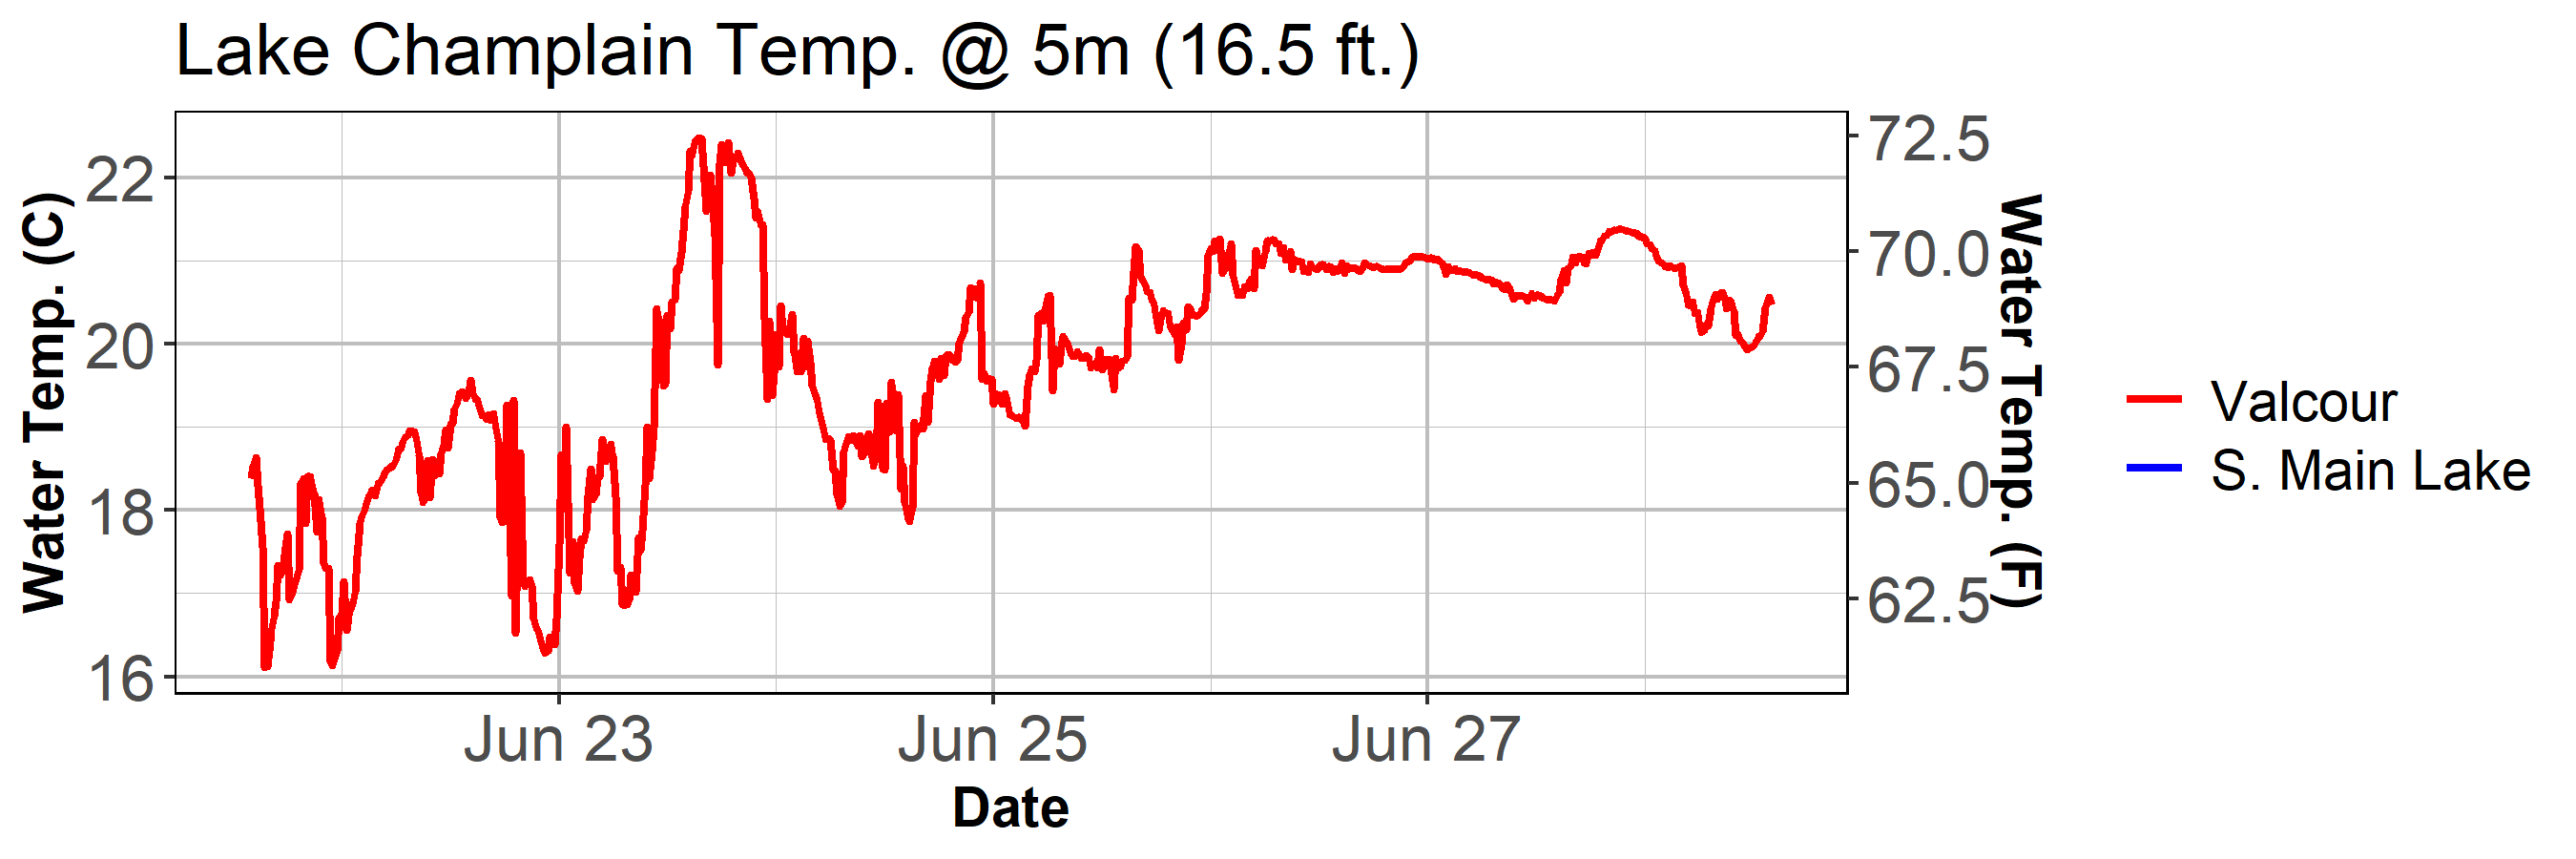 Lake Champlain Temp. @ 5m (16.5 ft.)
Water Temp. (C)
22
20
18
16
72.5
70.0
67.5
65.0
62.5
Water Temp. (F)
Jun 23
Jun 25
Jun 27
Date
Valcour
S. Main Lake